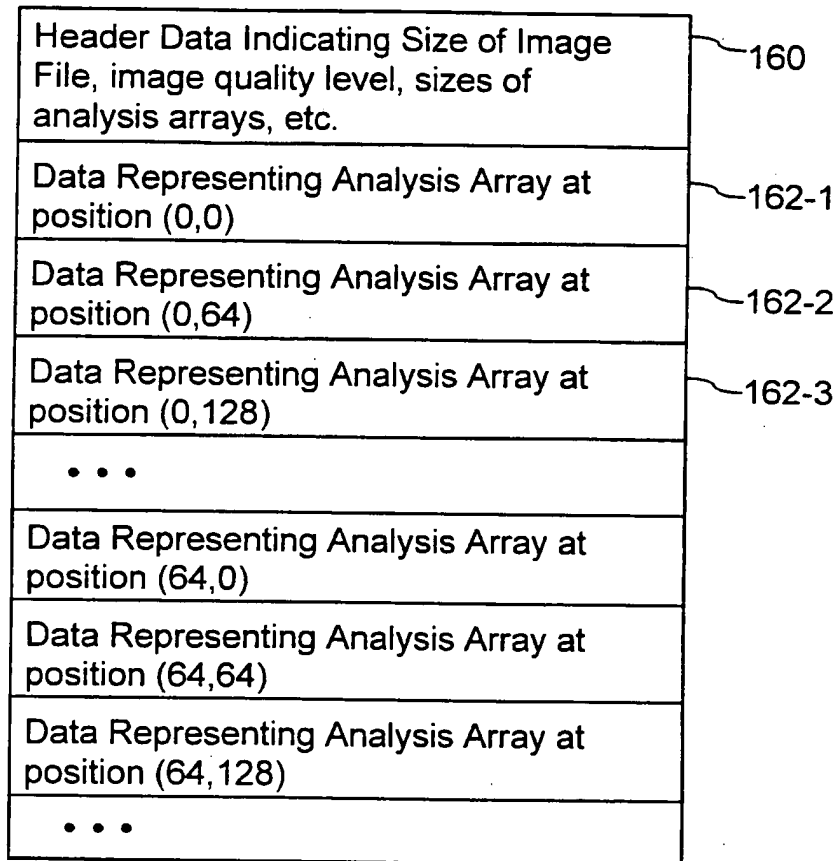 Header Data Indicating Size of Image
File, image quality level, sizes of
analysis arrays, etc.
160
Data Representing Analysis Array at
position (0,0)
162-1
Data Representing Analysis Array at
position (0,64)
162-2
Data Representing Analysis Array at
position (0,128)
162-3
• • •
Data Representing Analysis Array at
position (64,0)
Data Representing Analysis Array at
position (64,64)
Data Representing Analysis Array at
position (64,128)
• • •